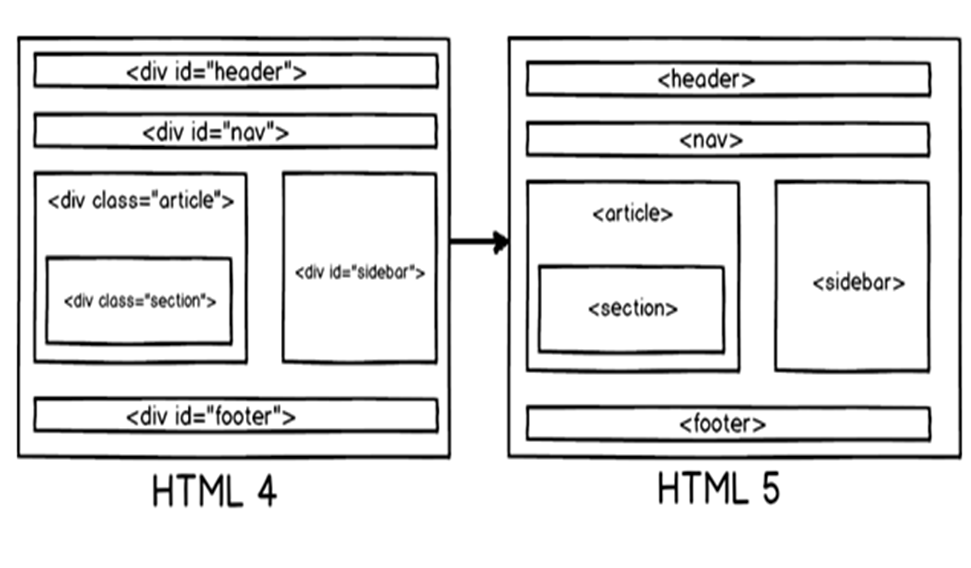 <div id="header">
<div id="nav">
<div class="article">
<div class="section">
<div id="sidebar">
<div id="footer">
HTML 4
<header>
<nav>
<article>
<section>
<sidebar>
<footer>
HTML 5